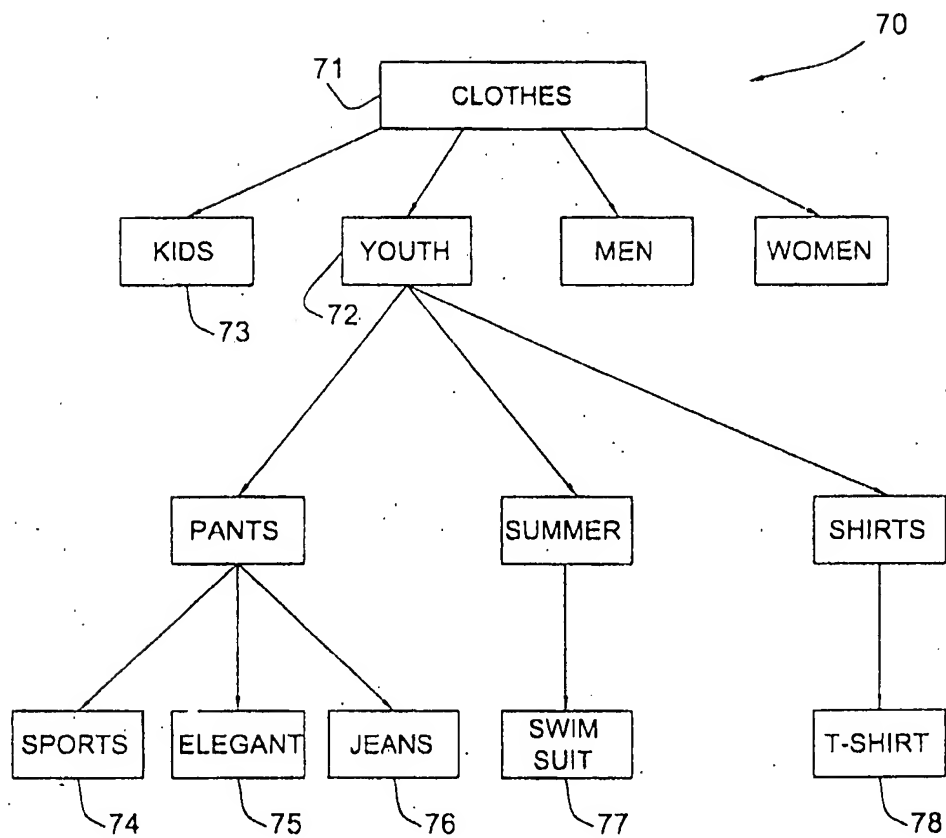 70
71
CLOTHES
KIDS
YOUTH
MEN
WOMEN
73
72
PANTS
SUMMER
SHIRTS
SPORTS
ELEGANT
JEANS
SWIM
SUIT
T-SHIRT
74
75
76
77
78